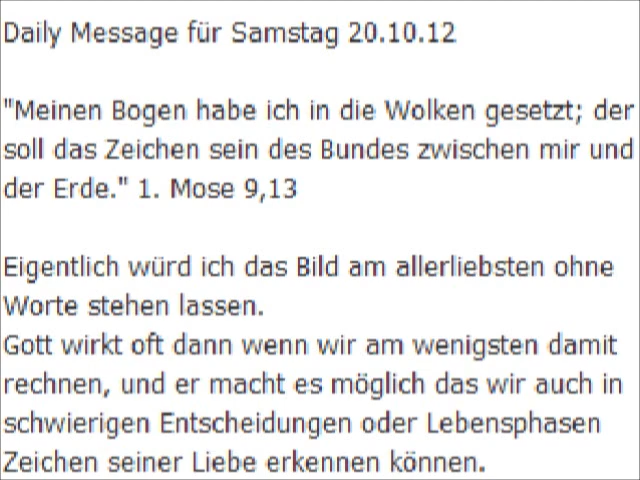 Daily Message für Samstag 20.10.12
"Meinen Bogen habe ich in die Wolken gesetzt; der
soll das Zeichen sein des Bundes zwischen mir und
der Erde." 1. Mose 9,13
Eigentlich würd ich das Bild am allerliebsten ohne
Worte stehen lassen.
Gott wirkt oft dann wenn wir am wenigsten damit
rechnen, und er macht es möglich das wir auch in
schwierigen Entscheidungen oder Lebensphasen
Zeichen seiner Liebe erkennen können.